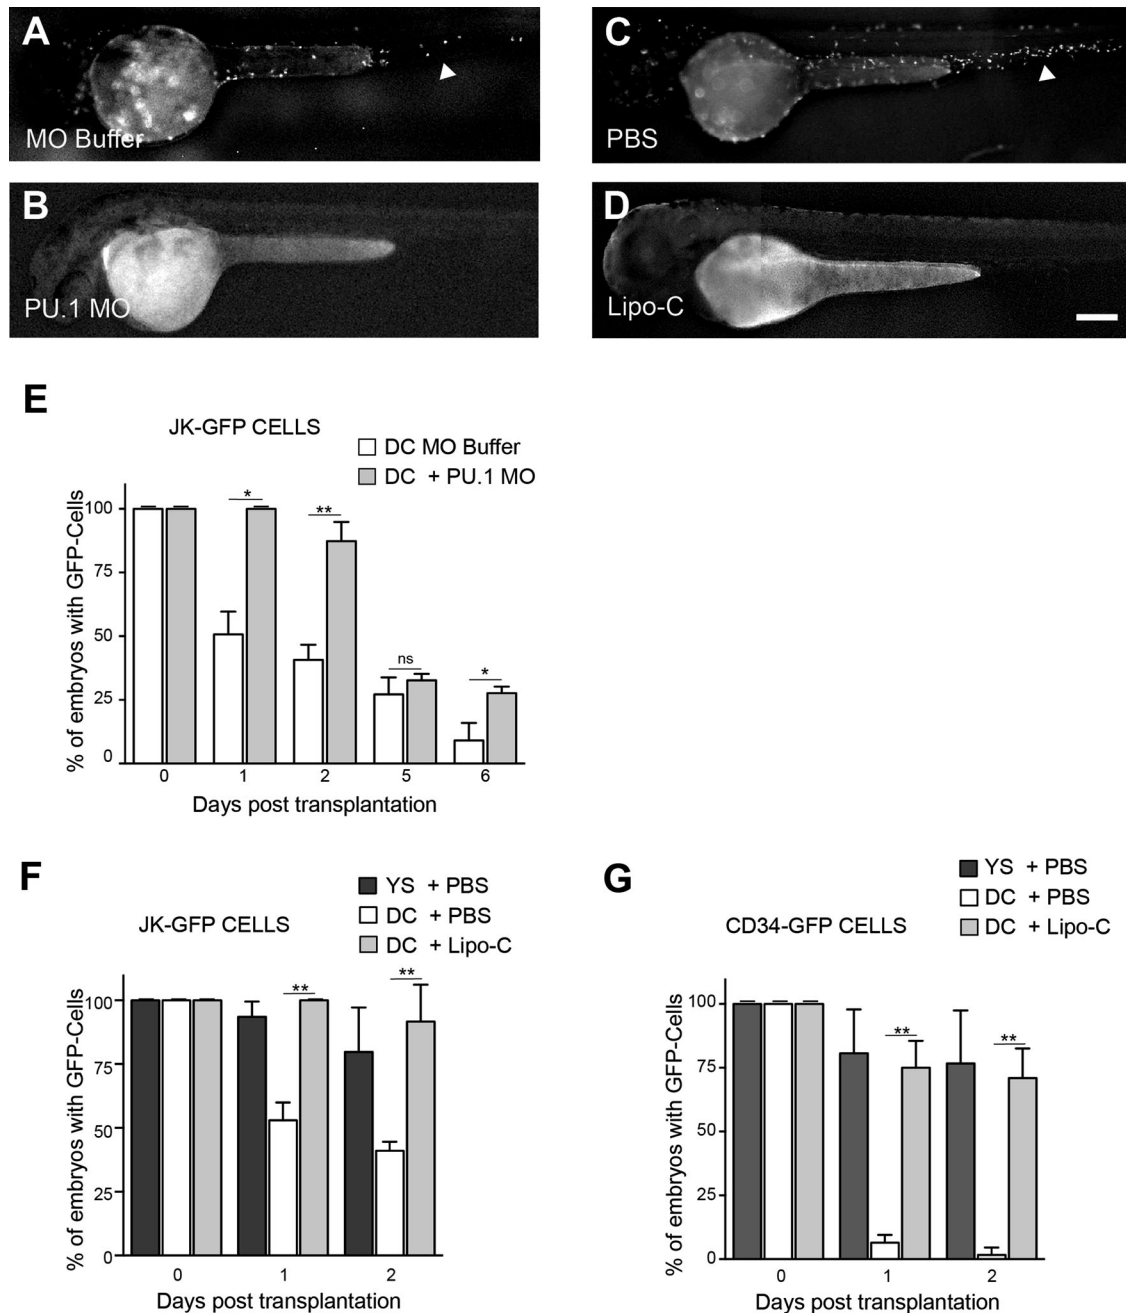 A
MO Buffer
C
PBS
B
PU.1 MO
D
Lipo-C
E
JK-GFP CELLS
DC MO Buffer
DC + PU.1 MO
% of embryos with GFP-Cells
100
75
50
25
0
*
**
ns
*
0 1 2 5 6
Days post transplantation
F
JK-GFP CELLS
YS + PBS
DC + PBS
DC + Lipo-C
% of embryos with GFP-Cells
100
75
50
25
0
**
**
0 1 2
Days post transplantation
G
CD34-GFP CELLS
YS + PBS
DC + PBS
DC + Lipo-C
% of embryos with GFP-Cells
100
75
50
25
0
**
**
0 1 2
Days post transplantation